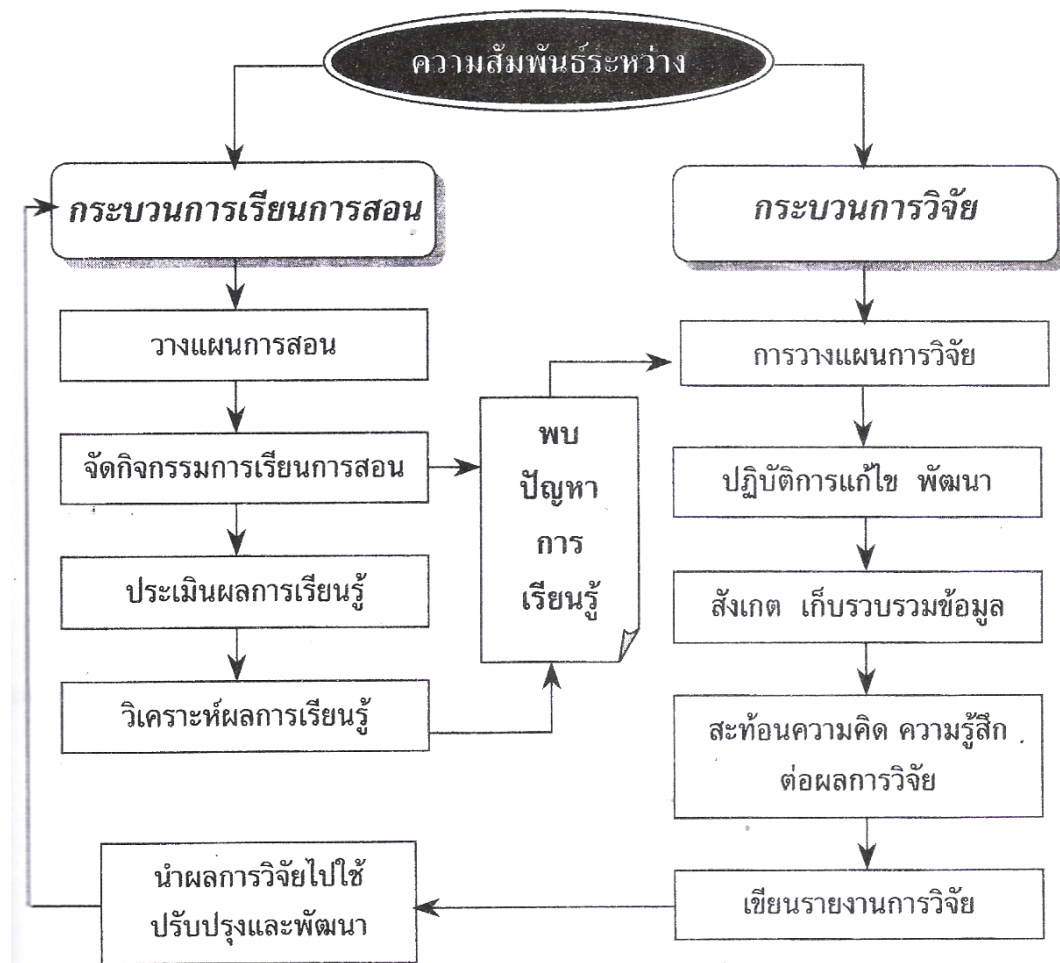 ความสัมพันธ์ระหว่าง
กระบวนการเรียนการสอน
วางแผนการสอน
จัดกิจกรรมการเรียนการสอน
ประเมินผลการเรียนรู้
วิเคราะห์ผลการเรียนรู้
พบ
ปัญหา
การ
เรียนรู้
กระบวนการวิจัย
การวางแผนการวิจัย
ปฏิบัติการแก้ไข พัฒนา
สังเกต เก็บรวบรวมข้อมูล
สะท้อนความคิด ความรู้สึก
ต่อผลการวิจัย
เขียนรายงานการวิจัย
นำผลการวิจัยไปใช้
ปรับปรุงและพัฒนา